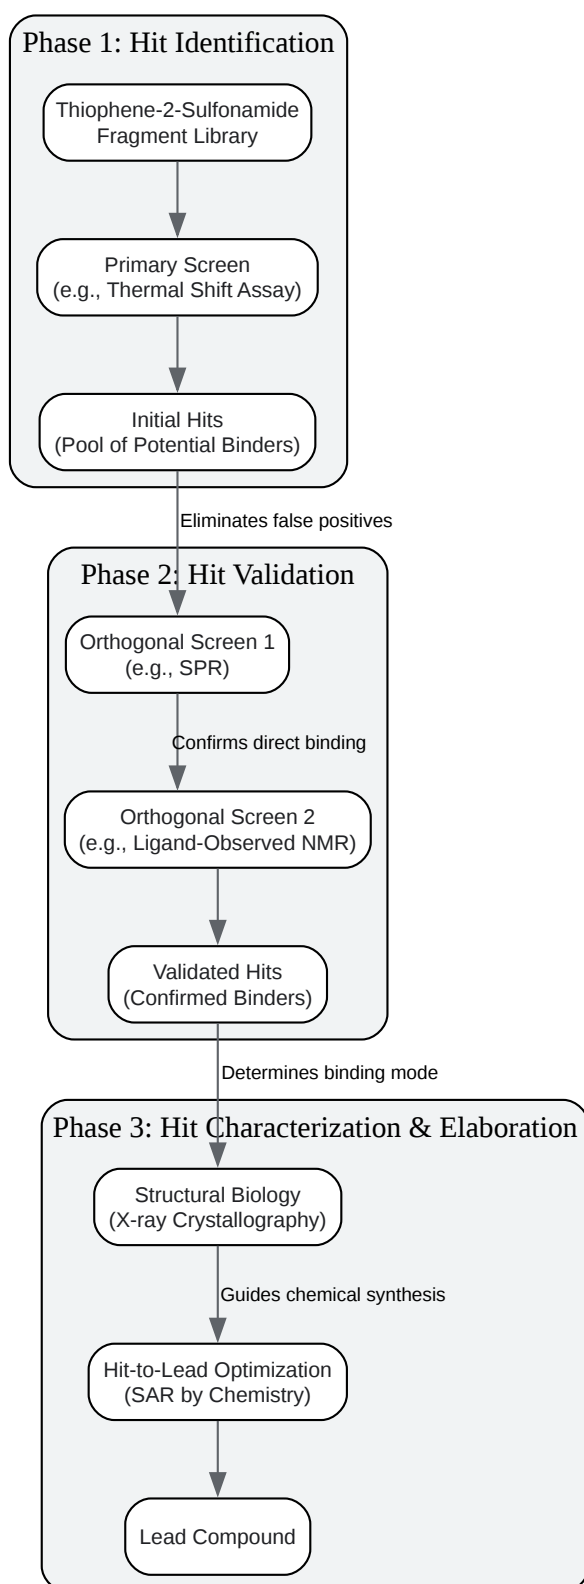 Phase 1: Hit Identification
Thiophene-2-Sulfonamide
Fragment Library
Primary Screen
(e.g., Thermal Shift Assay)
Initial Hits
(Pool of Potential Binders)
Eliminates false positives
Phase 2: Hit Validation
Orthogonal Screen 1
(e.g., SPR)
Confirms direct binding
Orthogonal Screen 2
(e.g., Ligand-Observed NMR)
Validated Hits
(Confirmed Binders)
Determines binding mode
Phase 3: Hit Characterization & Elaboration
Structural Biology
(X-ray Crystallography)
Guides chemical synthesis
Hit-to-Lead Optimization
(SAR by Chemistry)
Lead Compound